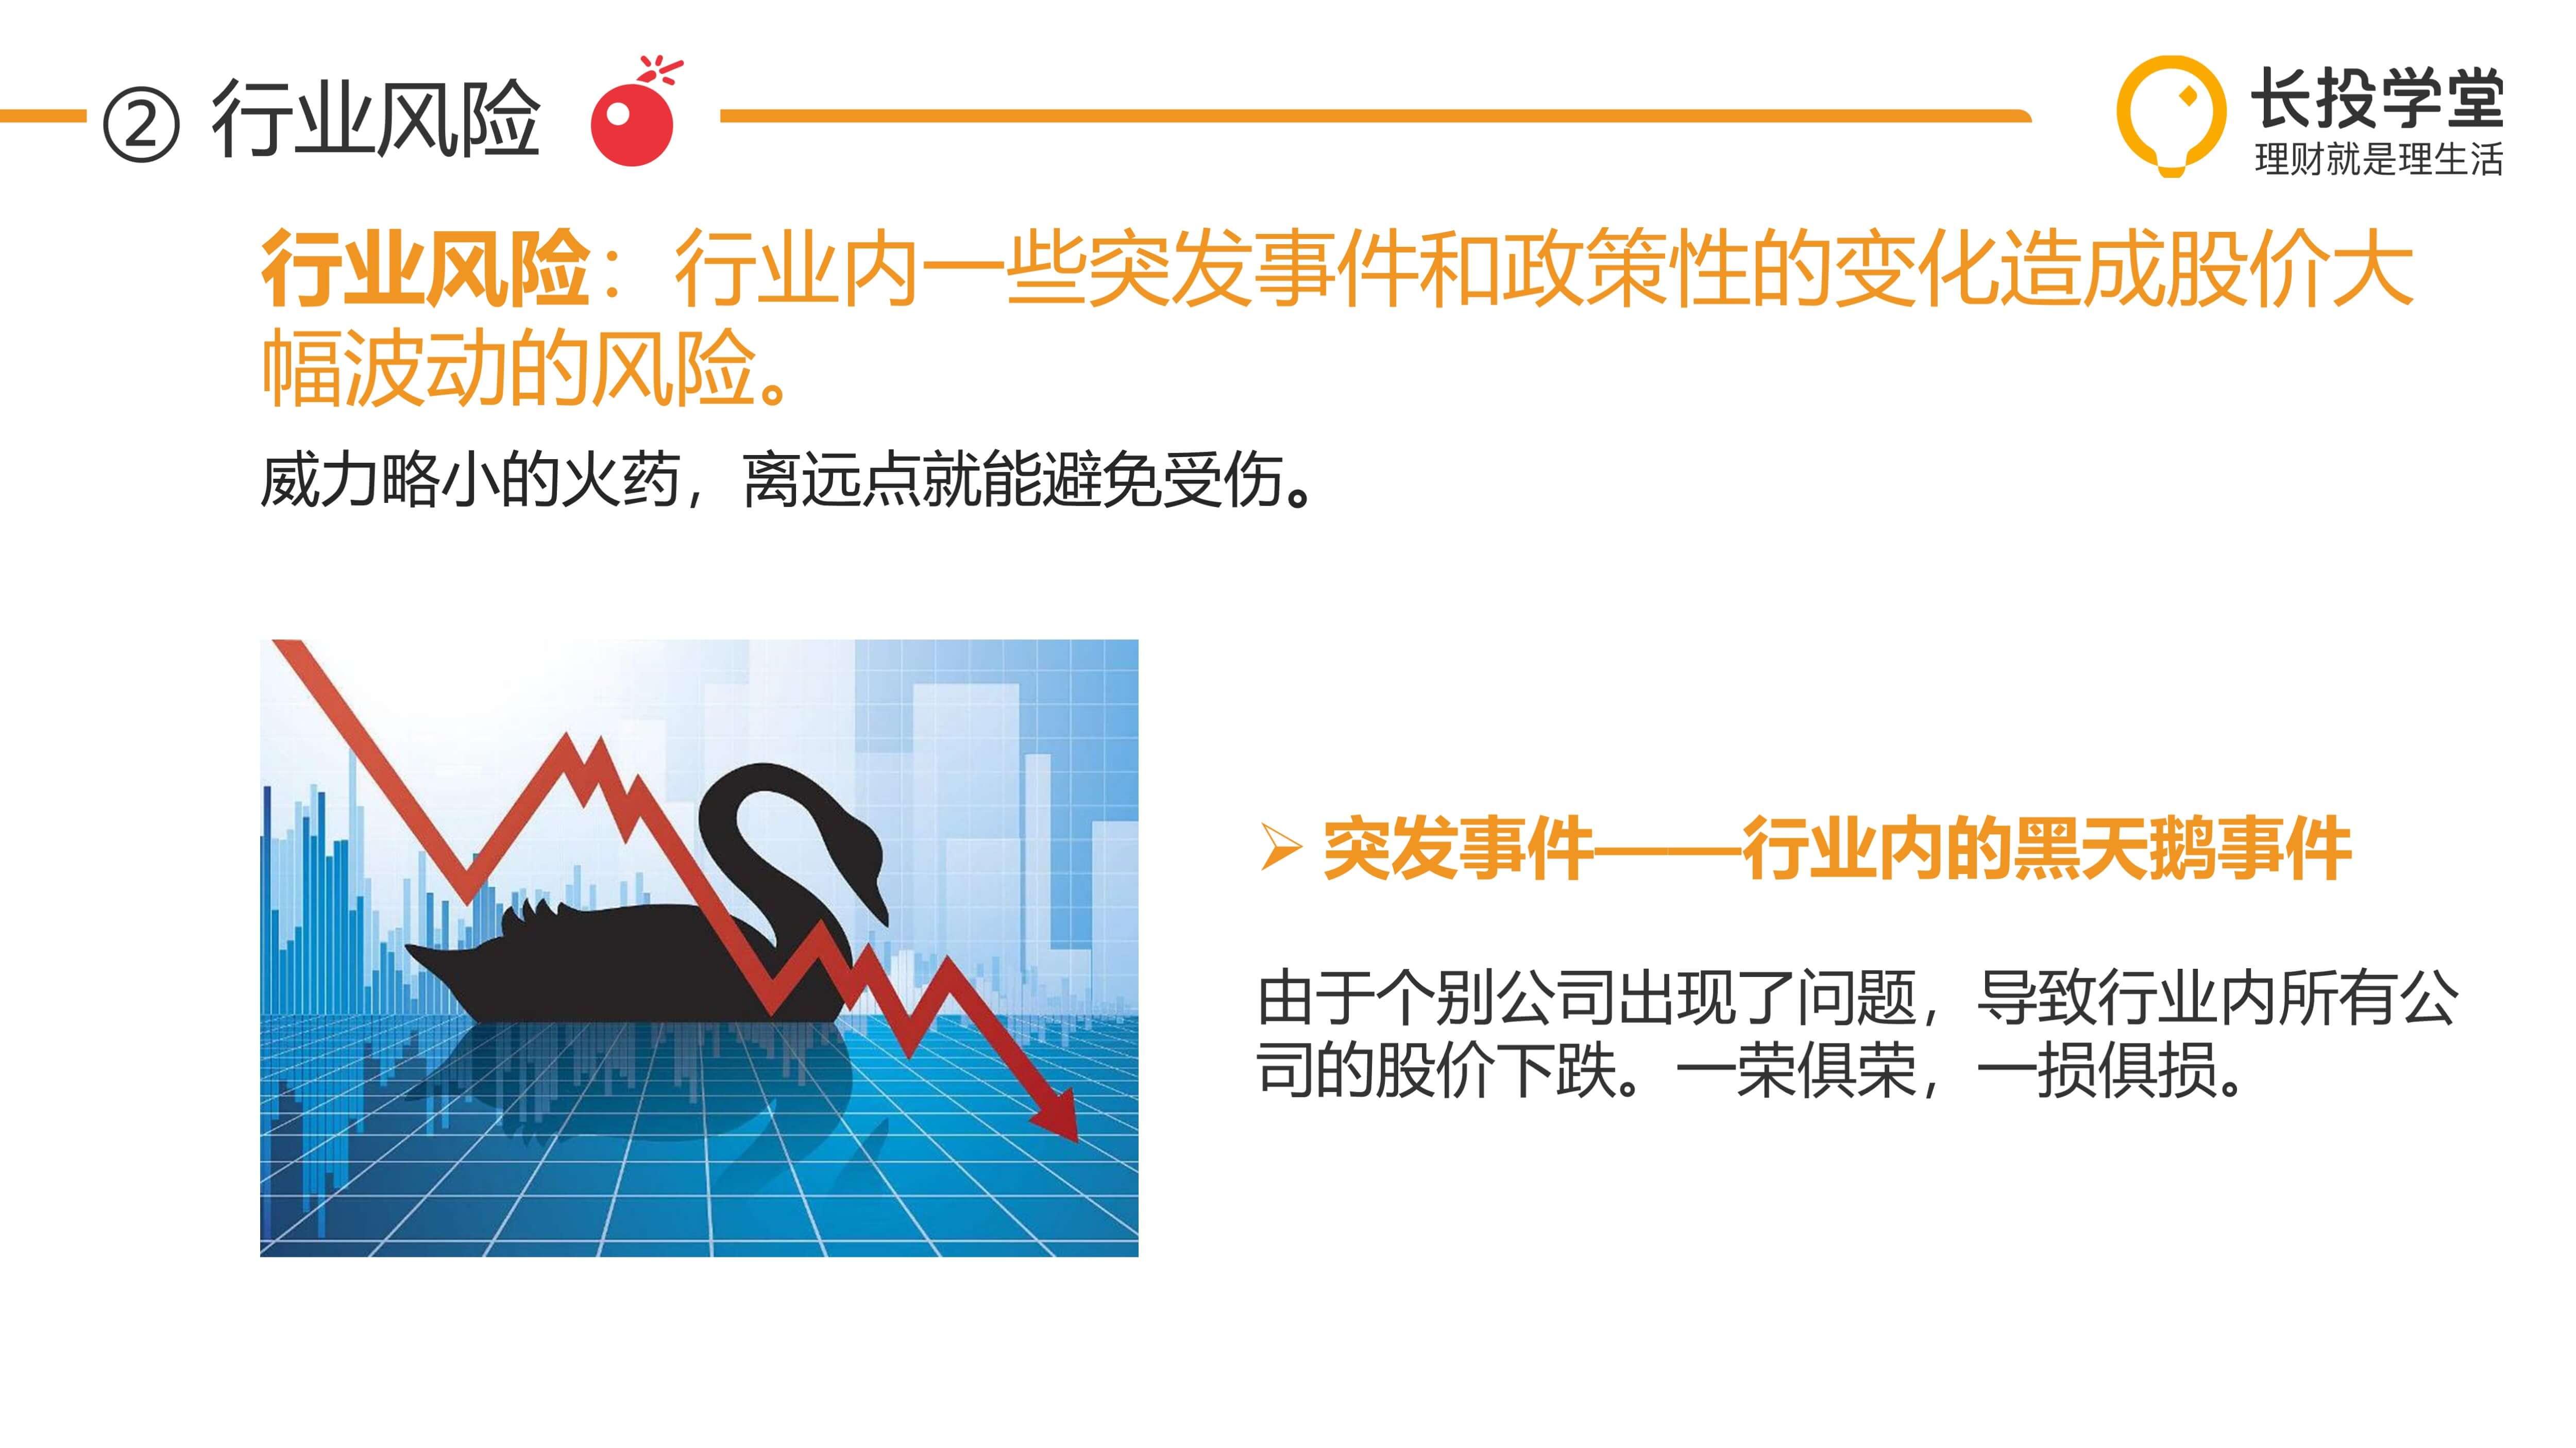 ② 行业风险
长投学堂
理财就是理生活
行业风险：行业内一些突发事件和政策性的变化造成股价大
幅波动的风险。
威力略小的火药，离远点就能避免受伤。
突发事件——行业内的黑天鹅事件
由于个别公司出现了问题，导致行业内所有公
司的股价下跌。一荣俱荣，一损俱损。